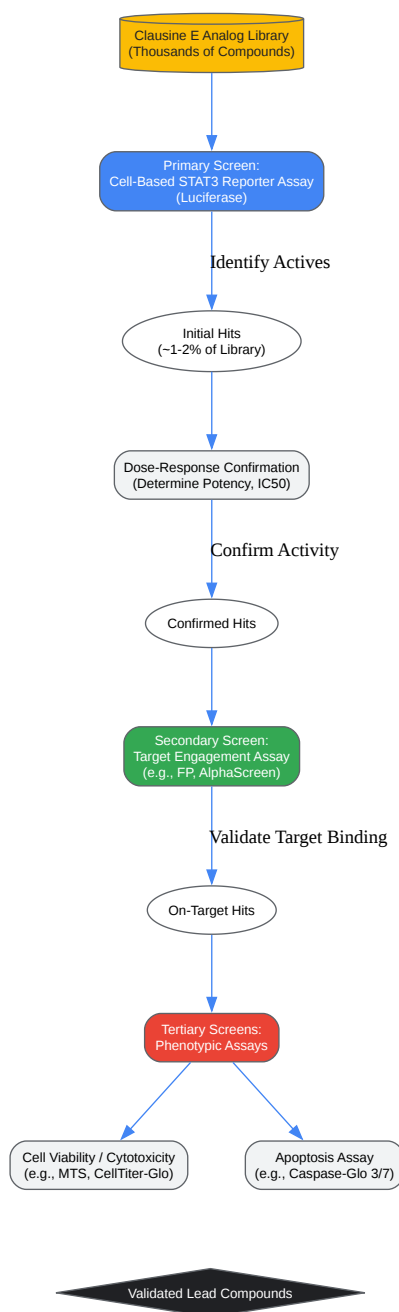 Clausine E Analog Library
(Thousands of Compounds)
Primary Screen:
Cell-Based STAT3 Reporter Assay
(Luciferase)
Identify Actives
Initial Hits
(~1-2% of Library)
Dose-Response Confirmation
(Determine Potency, IC50)
Confirm Activity
Confirmed Hits
Secondary Screen:
Target Engagement Assay
(e.g., FP, AlphaScreen)
Validate Target Binding
On-Target Hits
Tertiary Screens:
Phenotypic Assays
Cell Viability / Cytotoxicity
(e.g., MTS, CellTiter-Glo)
Apoptosis Assay
(e.g., Caspase-Glo 3/7)
Validated Lead Compounds